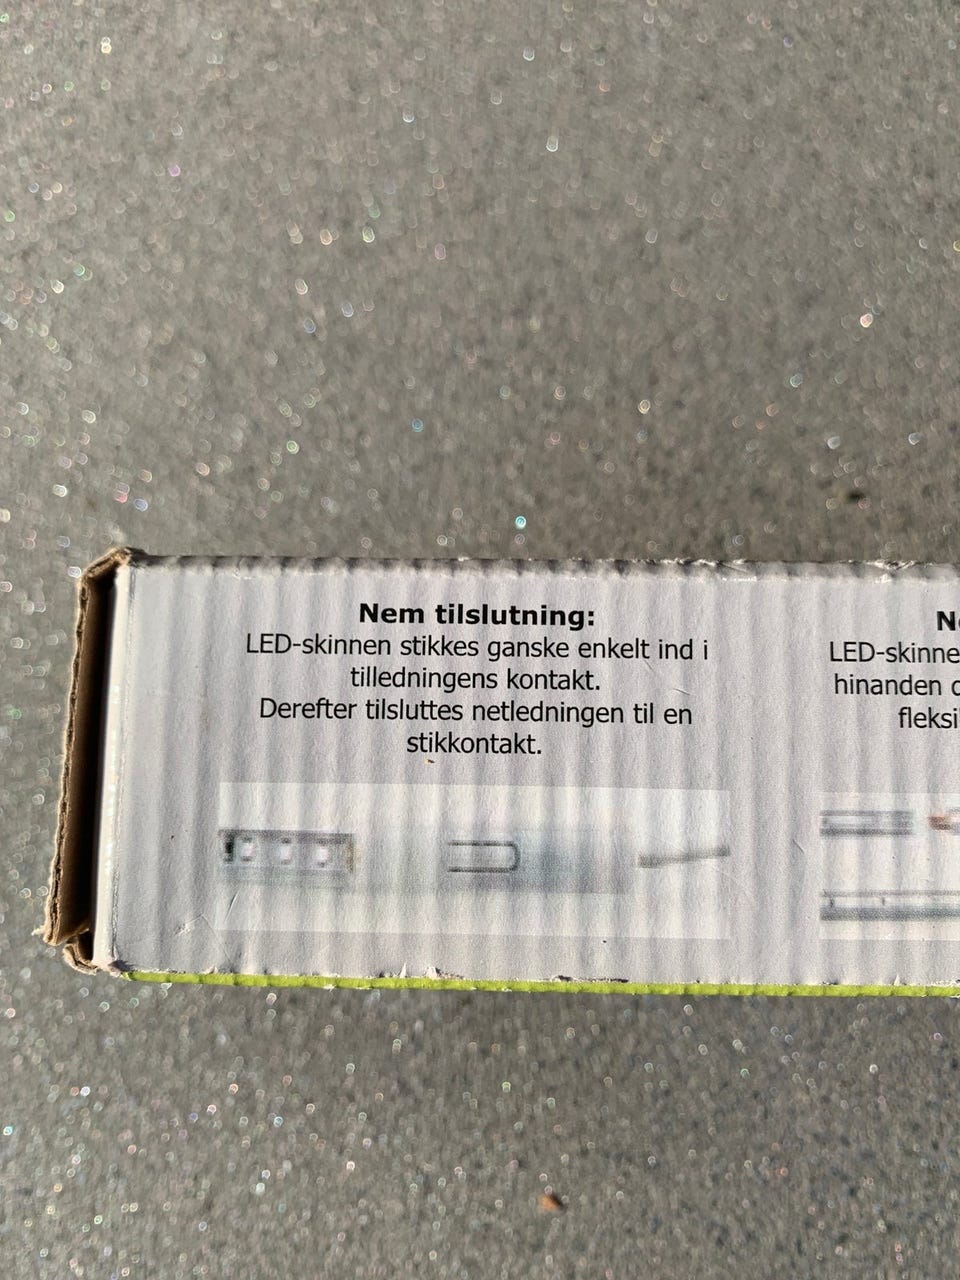 Nem tilslutning:
LED-skinnen stikkes ganske enkelt ind i
tilledningens kontakt.
Derefter tilsluttes netledningen til en
stikkontakt.
LED-skinne
hinanden
fleksi